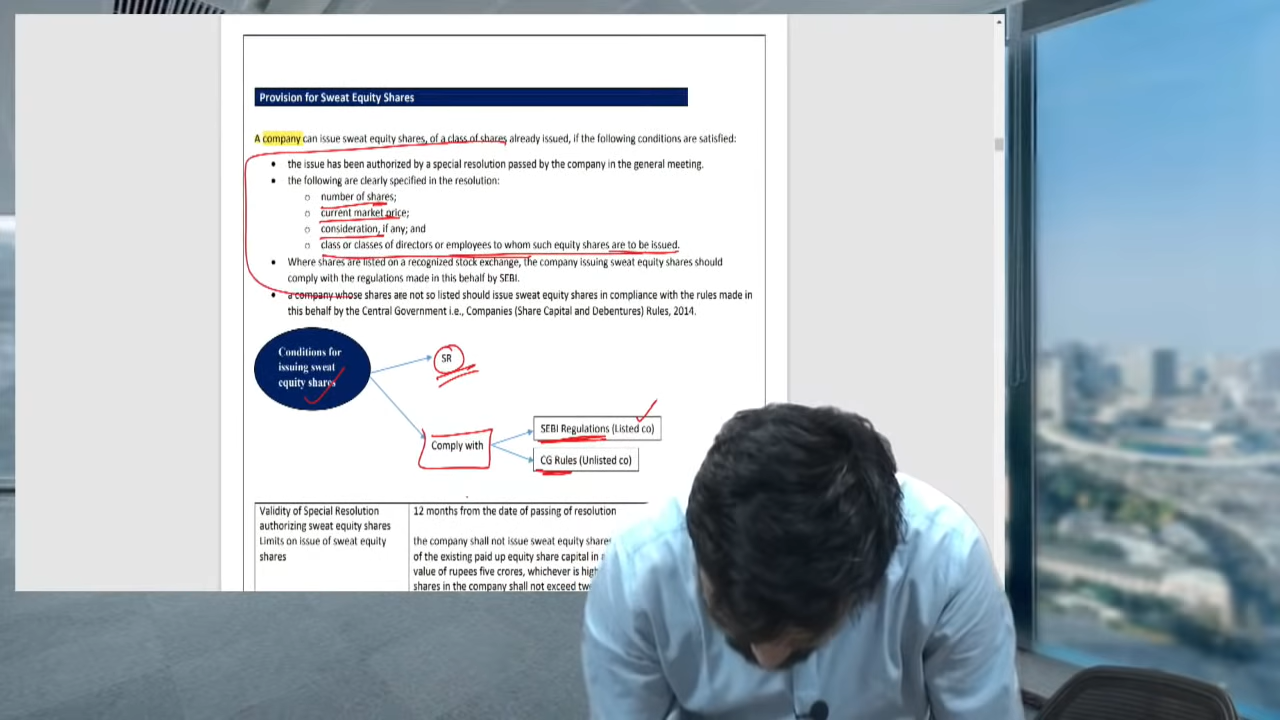 Provision for Sweat Equity Shares
A company can issue sweat equity shares, of a class of shares already issued, if the following conditions are satisfied:
• the issue has been authorized by a special resolution passed by the company in the general meeting.
• the following are clearly specified in the resolution:
o number of shares;
o current market price;
o consideration, if any; and
o class or classes of directors or employees to whom such equity shares are to be issued.
• Where shares are listed on a recognized stock exchange, the company issuing sweat equity shares should
comply with the regulations made in this behalf by SEBI.
• a company whose shares are not so listed should issue sweat equity shares in compliance with the rules made in
this behalf by the Central Government i.e., Companies (Share Capital and Debentures) Rules, 2014.
Conditions for
issuing sweat
equity shares
SR
Comply with
SEBI Regulations (Listed co)
CG Rules (Unlisted co)
Validity of Special Resolution
authorizing sweat equity shares
12 months from the date of passing of resolution
Limits on issue of sweat equity
shares
the company shall not issue sweat equity
of the existing paid up equity share capital in
value of rupees five crores, whichever is
shares in the company shall not exceed